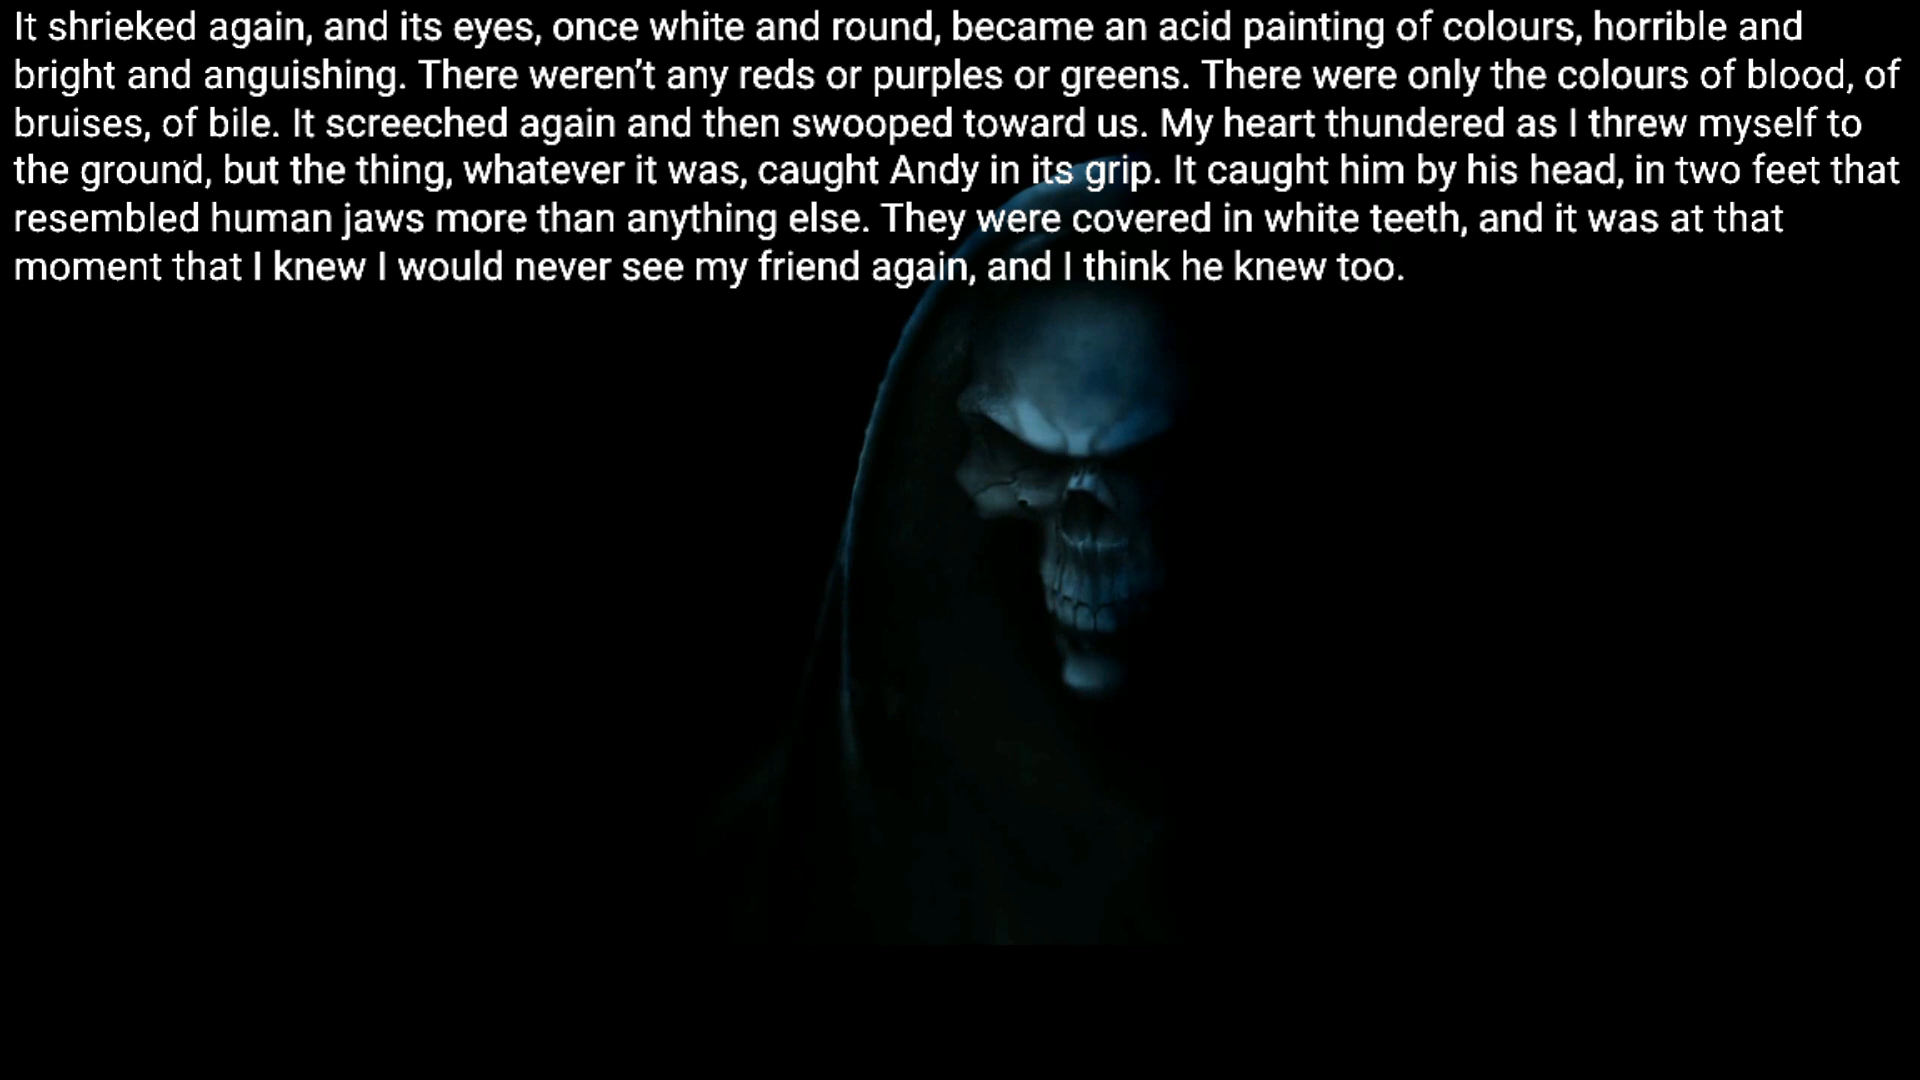 It shrieked again, and its eyes, once white and round, became an acid painting of colours, horrible and
bright and anguishing. There weren’t any reds or purples or greens. There were only the colours of blood, of
bruises, of bile. It screeched again and then swooped toward us. My heart thundered as I threw myself to
the ground, but the thing, whatever it was, caught Andy in its grip. It caught him by his head, in two feet that
resembled human jaws more than anything else. They were covered in white teeth, and it was at that
moment that I knew I would never see my friend again, and I think he knew too.